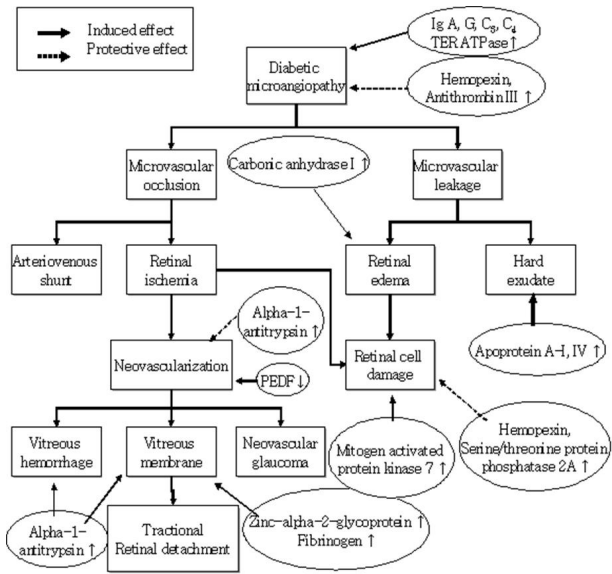 Induced effect
Protective effect
Ig A, G, C3, C4
TER ATPase↑
Diabetic
microangiopathy
Hemopexin,
Antithrombin III ↑
Microvascular
occlusion
Carbonic anhydrase I ↑
Microvascular
leakage
Arteriovenous
shunt
Retinal
ischemia
Retinal
edema
Hard
exudate
Alpha-1-
antitrypsin ↑
Neovascularization
PEDF↓
Retinal cell
damage
Apoprotein A-I, IV ↑
Vitreous
hemorrhage
Vitreous
membrane
Neovascular
glaucoma
Mitogen activated
protein kinase 7 ↑
Hemopexin,
Serine/threorine protein
phosphatase 2A ↑
Alpha-1-
antitrypsin ↑
Tractional
Retinal detachment
Zinc-alpha-2-glycoprotein ↑
Fibrinogen ↑